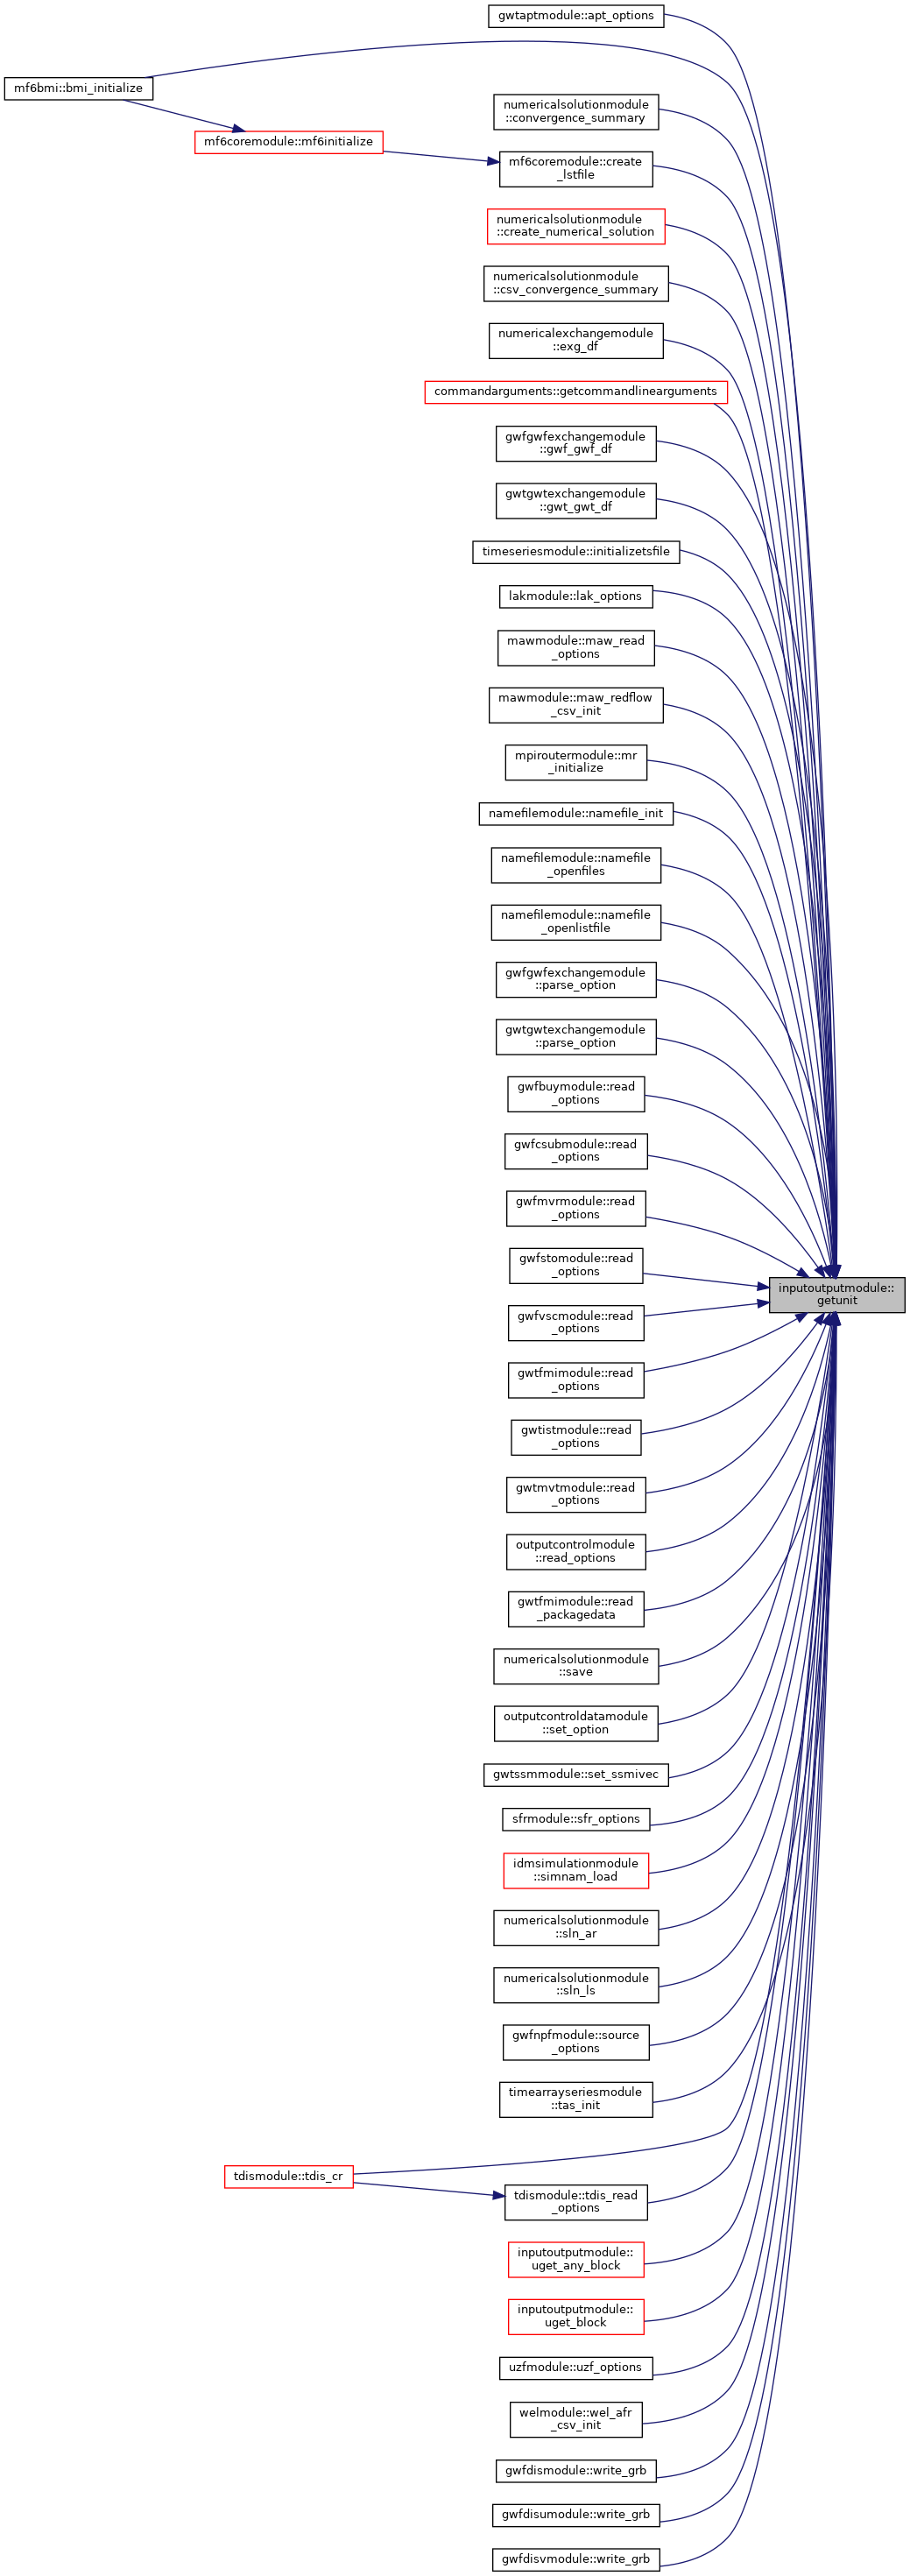 gwtaptmodule::apt_options
mf6bmi::bmi_initialize
numericalsolutionmodule
::convergence_summary
mf6coremodule::mf6initialize
mf6coremodule::create
_lstfile
numericalsolutionmodule
::create_numerical_solution
numericalsolutionmodule
::csv_convergence_summary
numericalexchangemodule
::exg_df
commandarguments::getcommandlinearguments
gwfgwfexchangemodule
::gwf_gwf_df
gwtgwtexchangemodule
::gwt_gwt_df
timeseriesmodule::initializetsfile
lakmodule::lak_options
mawmodule::maw_read
_options
mawmodule::maw_redflow
_csv_init
mpiroutermodule::mr
_initialize
namefilemodule::namefile_init
namefilemodule::namefile
_openfiles
namefilemodule::namefile
_openlistfile
gwfgwfexchangemodule
::parse_option
gwtgwtexchangemodule
::parse_option
gwfbuymodule::read
_options
gwfcsubmodule::read
_options
gwfmvrmodule::read
_options
gwfstomodule::read
_options
inputoutputmodule::
getunit
gwfvscmodule::read
_options
gwtfmimodule::read
_options
gwtistmodule::read
_options
gwtmvtmodule::read
_options
outputcontrolmodule
::read_options
gwtfmimodule::read
_packagedata
numericalsolutionmodule
::save
outputcontroldatamodule
::set_option
gwtssmmodule::set_ssmivec
sfrmodule::sfr_options
idmsimulationmodule
::simnam_load
numericalsolutionmodule
::sln_ar
numericalsolutionmodule
::sln_ls
gwfnpfmodule::source
_options
timearrayseriesmodule
::tas_init
tdismodule::tdis_cr
tdismodule::tdis_read
_options
inputoutputmodule::
uget_any_block
inputoutputmodule::
uget_block
uzfmodule::uzf_options
welmodule::wel_afr
_csv_init
gwfdismodule::write_grb
gwfdisumodule::write_grb
gwfdisvmodule::write_grb